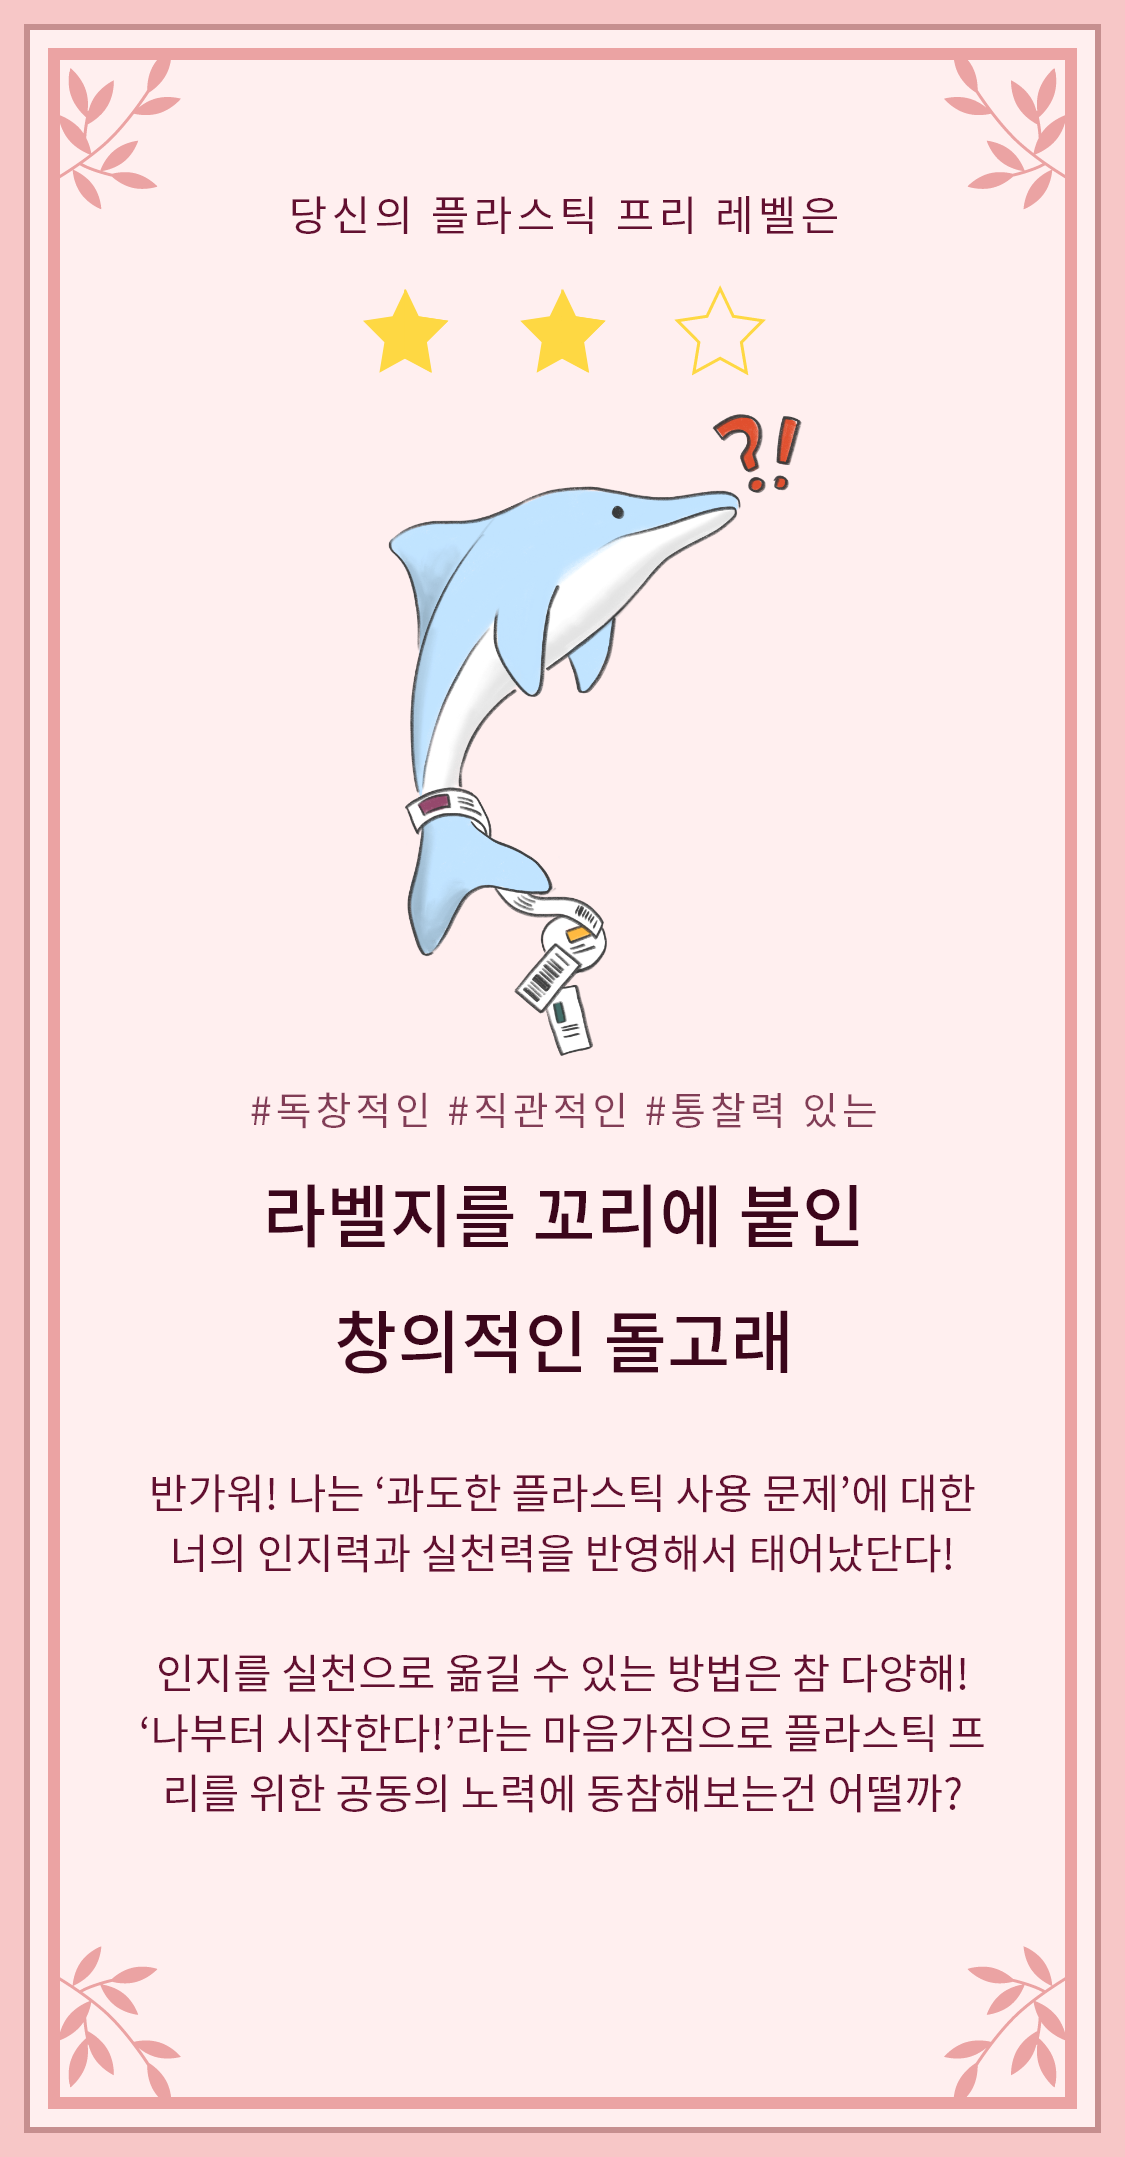 당신의 플라스틱 프리 레벨은
?!
#독창적인 #직관적인 #통찰력 있는
라벨지를 꼬리에 붙인
창의적인 돌고래
반가워! 나는 ‘과도한 플라스틱 사용 문제’에 대한
너의 인지력과 실천력을 반영해서 태어났단다!
인지를 실천으로 옮길 수 있는 방법은 참 다양해!
‘나부터 시작한다!’라는 마음가짐으로 플라스틱 프
리를 위한 공동의 노력에 동참해보는건 어떨까?